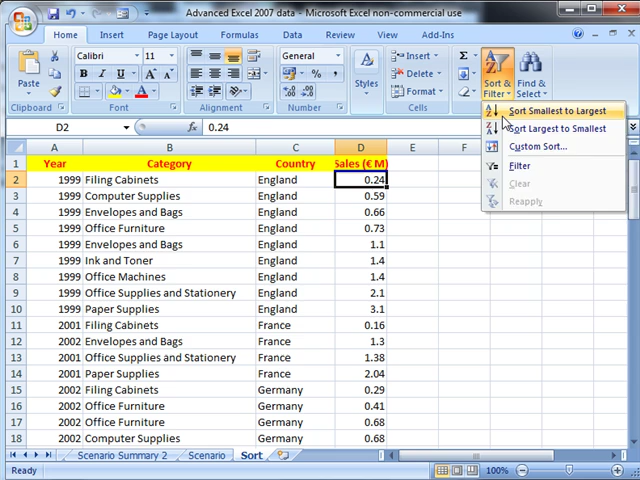 Advanced Excel 2007 data - Microsoft Excel non-commercial use
Home Insert Page Layout Formulas Data Review View Add-Ins
Paste
Clipboard
Calibri 11
B I U
Font
Alignment
General
Number
Styles
Insert
Delete
Format
Cells
Σ
Sort & Filter
Find & Select
Sort Smallest to Largest
Sort Largest to Smallest
Custom Sort...
Filter
Clear
Reapply
D2 0.24
A B C D E F G
1 Year Category Country Sales (€ M)
2 1999 Filing Cabinets England 0.24
3 1999 Computer Supplies England 0.59
4 1999 Envelopes and Bags England 0.66
5 1999 Office Furniture England 0.73
6 1999 Envelopes and Bags England 1.1
7 1999 Ink and Toner England 1.4
8 1999 Office Machines England 1.4
9 1999 Office Supplies and Stationery England 2.1
10 1999 Paper Supplies England 3.1
11 2001 Filing Cabinets France 0.16
12 2001 Envelopes and Bags France 1.3
13 2001 Office Supplies and Stationery France 1.38
14 2001 Paper Supplies France 2.04
15 2002 Filing Cabinets Germany 0.29
16 2002 Office Furniture Germany 0.41
17 2002 Office Furniture Germany 0.68
18 2002 Computer Supplies Germany 0.68
Scenario Summary 2 Scenario Sort
Ready 100%